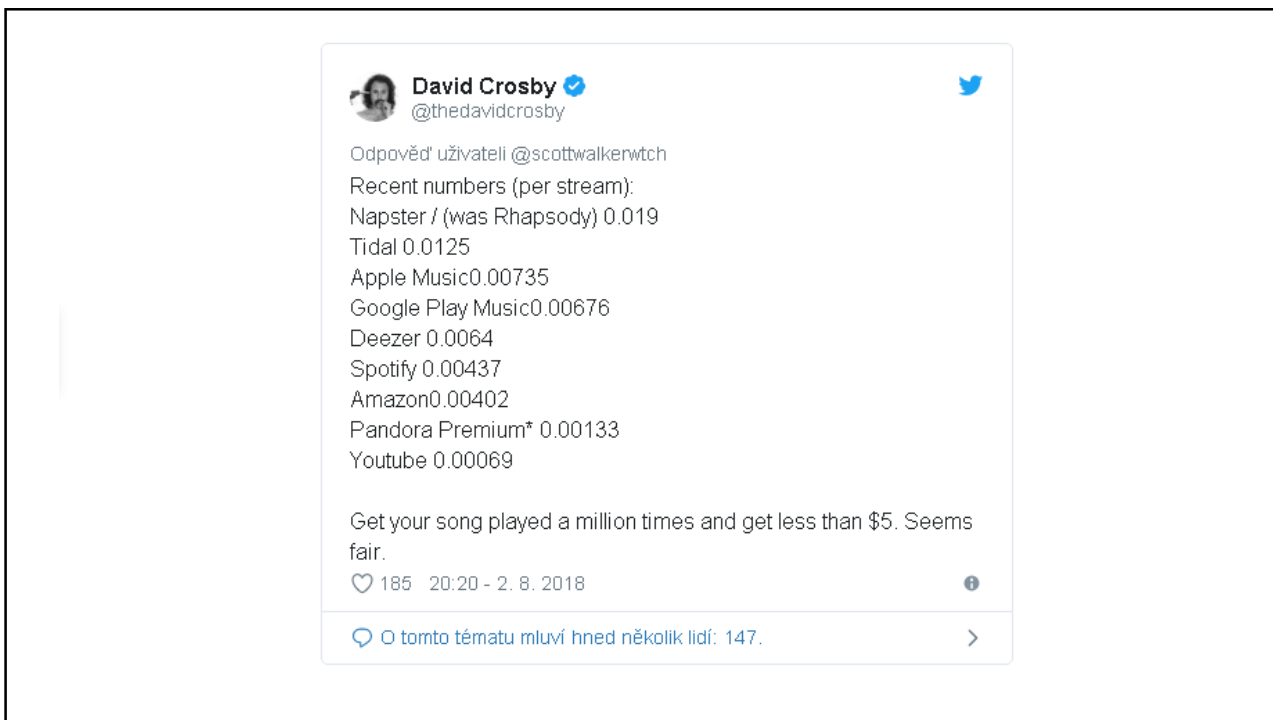 David Crosby
@thedavidcrosby
Odpověď uživateli @scottwalkerwtch
Recent numbers (per stream):
Napster / (was Rhapsody) 0.019
Tidal 0.0125
Apple Music0.00735
Google Play Music0.00676
Deezer 0.0064
Spotify 0.00437
Amazon0.00402
Pandora Premium* 0.00133
Youtube 0.00069
Get your song played a million times and get less than $5. Seems
fair.
185 20:20 - 2. 8. 2018
O tomto tématu mluví hned několik lidí: 147.